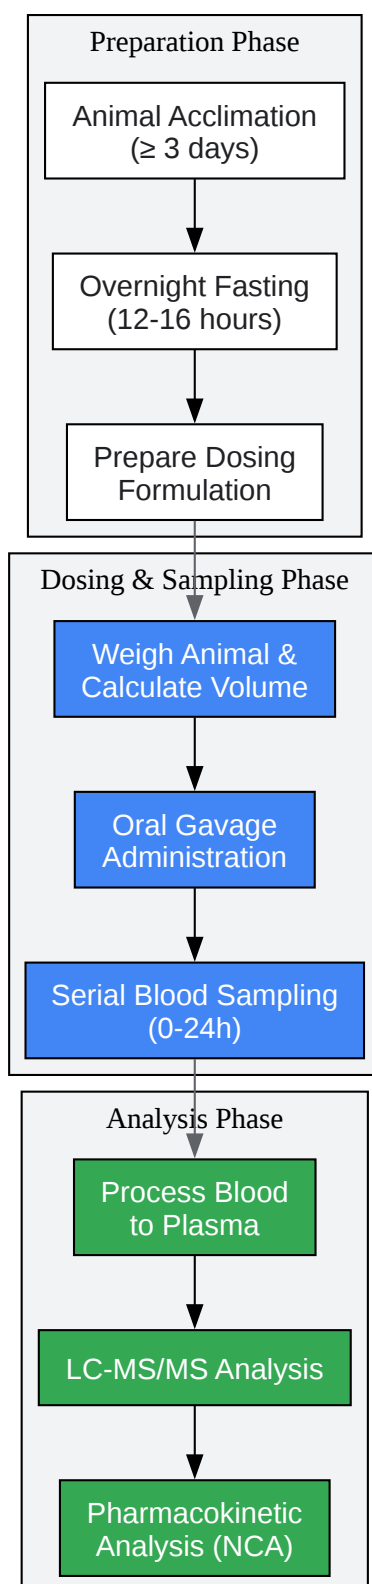 Preparation Phase
Animal Acclimation
(≥ 3 days)
Overnight Fasting
(12-16 hours)
Prepare Dosing
Formulation
Dosing & Sampling Phase
Weigh Animal &
Calculate Volume
Oral Gavage
Administration
Serial Blood Sampling
(0-24h)
Analysis Phase
Process Blood
to Plasma
LC-MS/MS Analysis
Pharmacokinetic
Analysis (NCA)